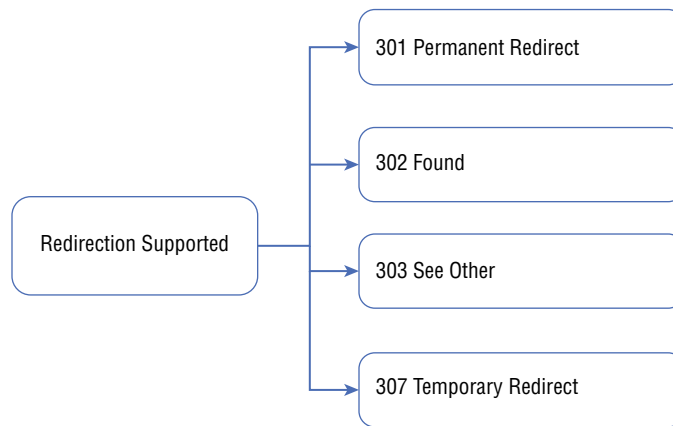 301 Permanent Redirect
302 Found
Redirection Supported
303 See Other
307 Temporary Redirect